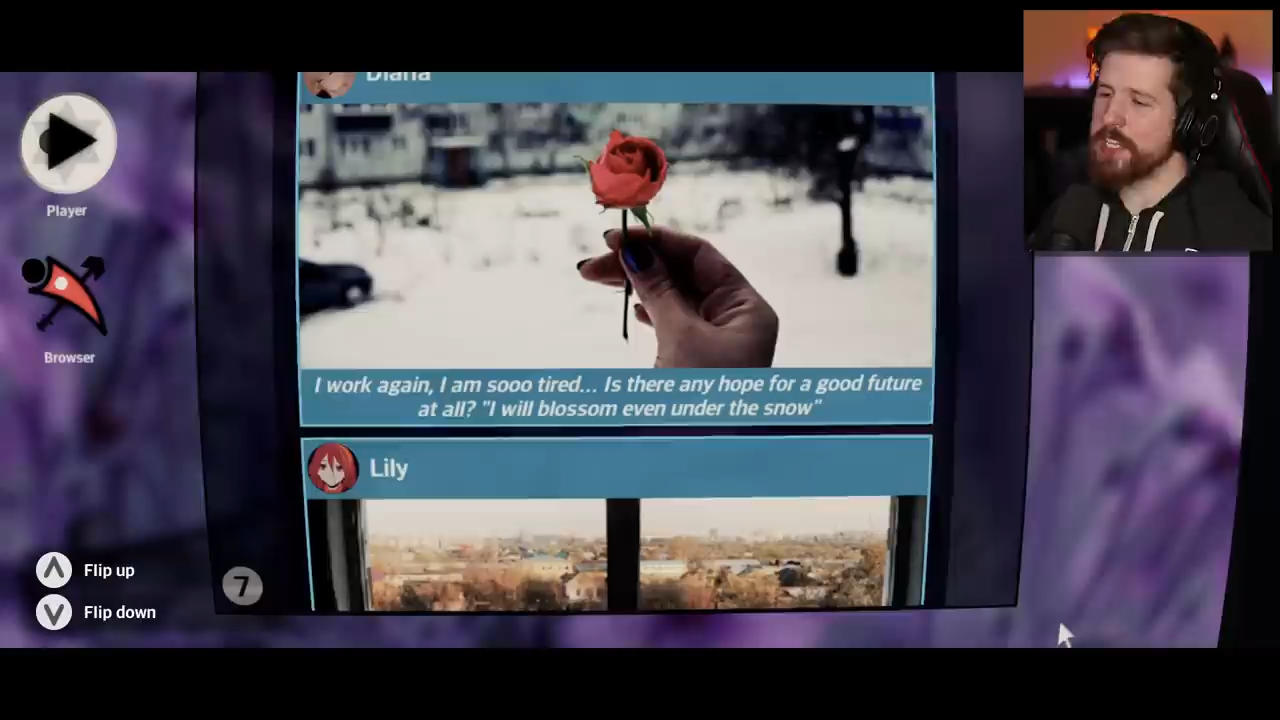 Diana
Player
Browser
I work again, I am sooo tired... Is there any hope for a good future
at all? "I will blossom even under the snow"
Lily
Flip up
7
Flip down